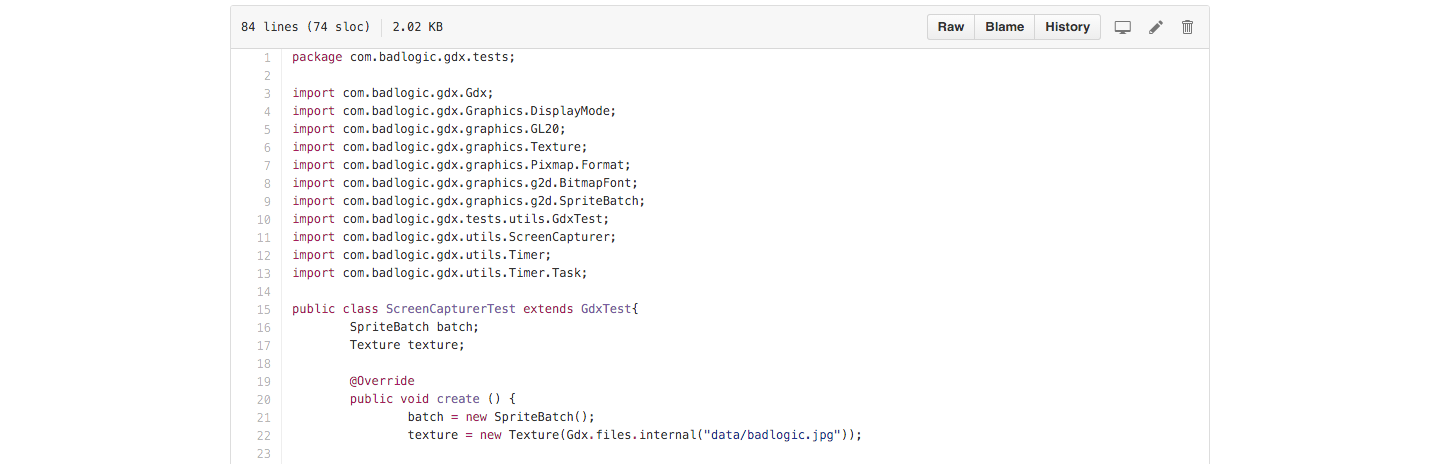 84 lines (74 sloc) 2.02 KB Raw Blame History
1 package com.badlogic.gdx.tests;
2
3 import com.badlogic.gdx.Gdx;
4 import com.badlogic.gdx.Graphics.DisplayMode;
5 import com.badlogic.gdx.graphics.GL20;
6 import com.badlogic.gdx.graphics.Texture;
7 import com.badlogic.gdx.graphics.Pixmap.Format;
8 import com.badlogic.gdx.graphics.g2d.BitmapFont;
9 import com.badlogic.gdx.graphics.g2d.SpriteBatch;
10 import com.badlogic.gdx.tests.utils.GdxTest;
11 import com.badlogic.gdx.utils.ScreenCapturer;
12 import com.badlogic.gdx.utils.Timer;
13 import com.badlogic.gdx.utils.Timer.Task;
14
15 public class ScreenCapturerTest extends GdxTest{
16 SpriteBatch batch;
17 Texture texture;
18
19 @Override
20 public void create () {
21 batch = new SpriteBatch();
22 texture = new Texture(Gdx.files.internal("data/badlogic.jpg"));
23